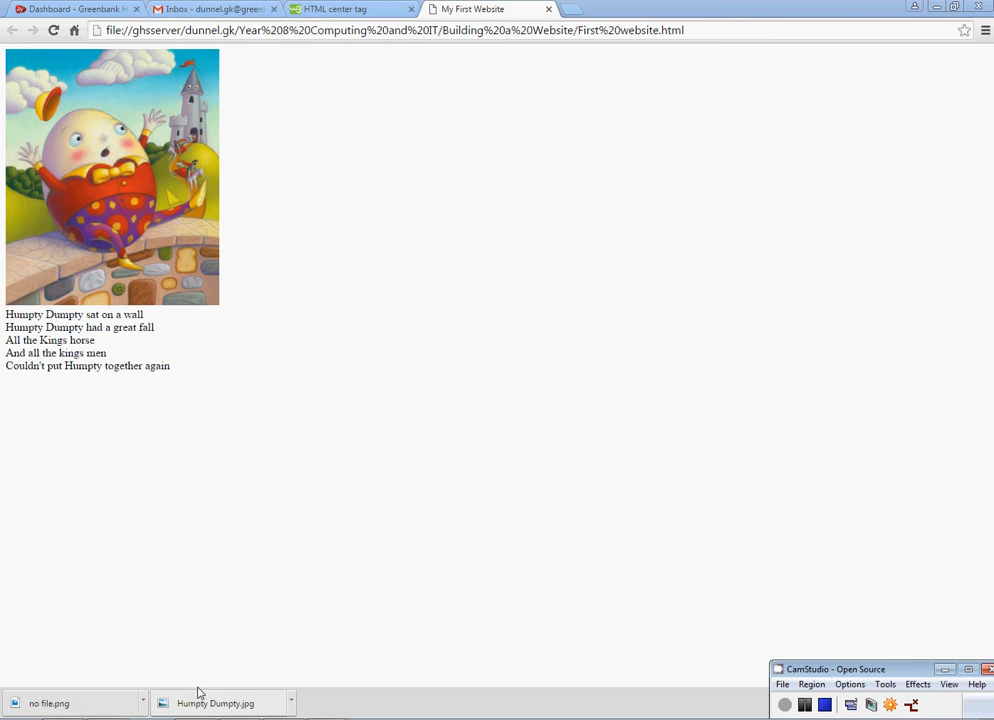 Dashboard - Greenbank H
Inbox - dunnel.gk@green
HTML center tag
My First Website
file://ghsserver/dunnel.gk/Year%208%20Computing%20and%20IT/Building%20a%20Website/First%20website.html
Humpty Dumpty sat on a wall
Humpty Dumpty had a great fall
All the Kings horse
And all the kings men
Couldn't put Humpty together again
CamStudio - Open Source
File Region Options Tools Effects View Help
no file.png
Humpty Dumpty.jpg